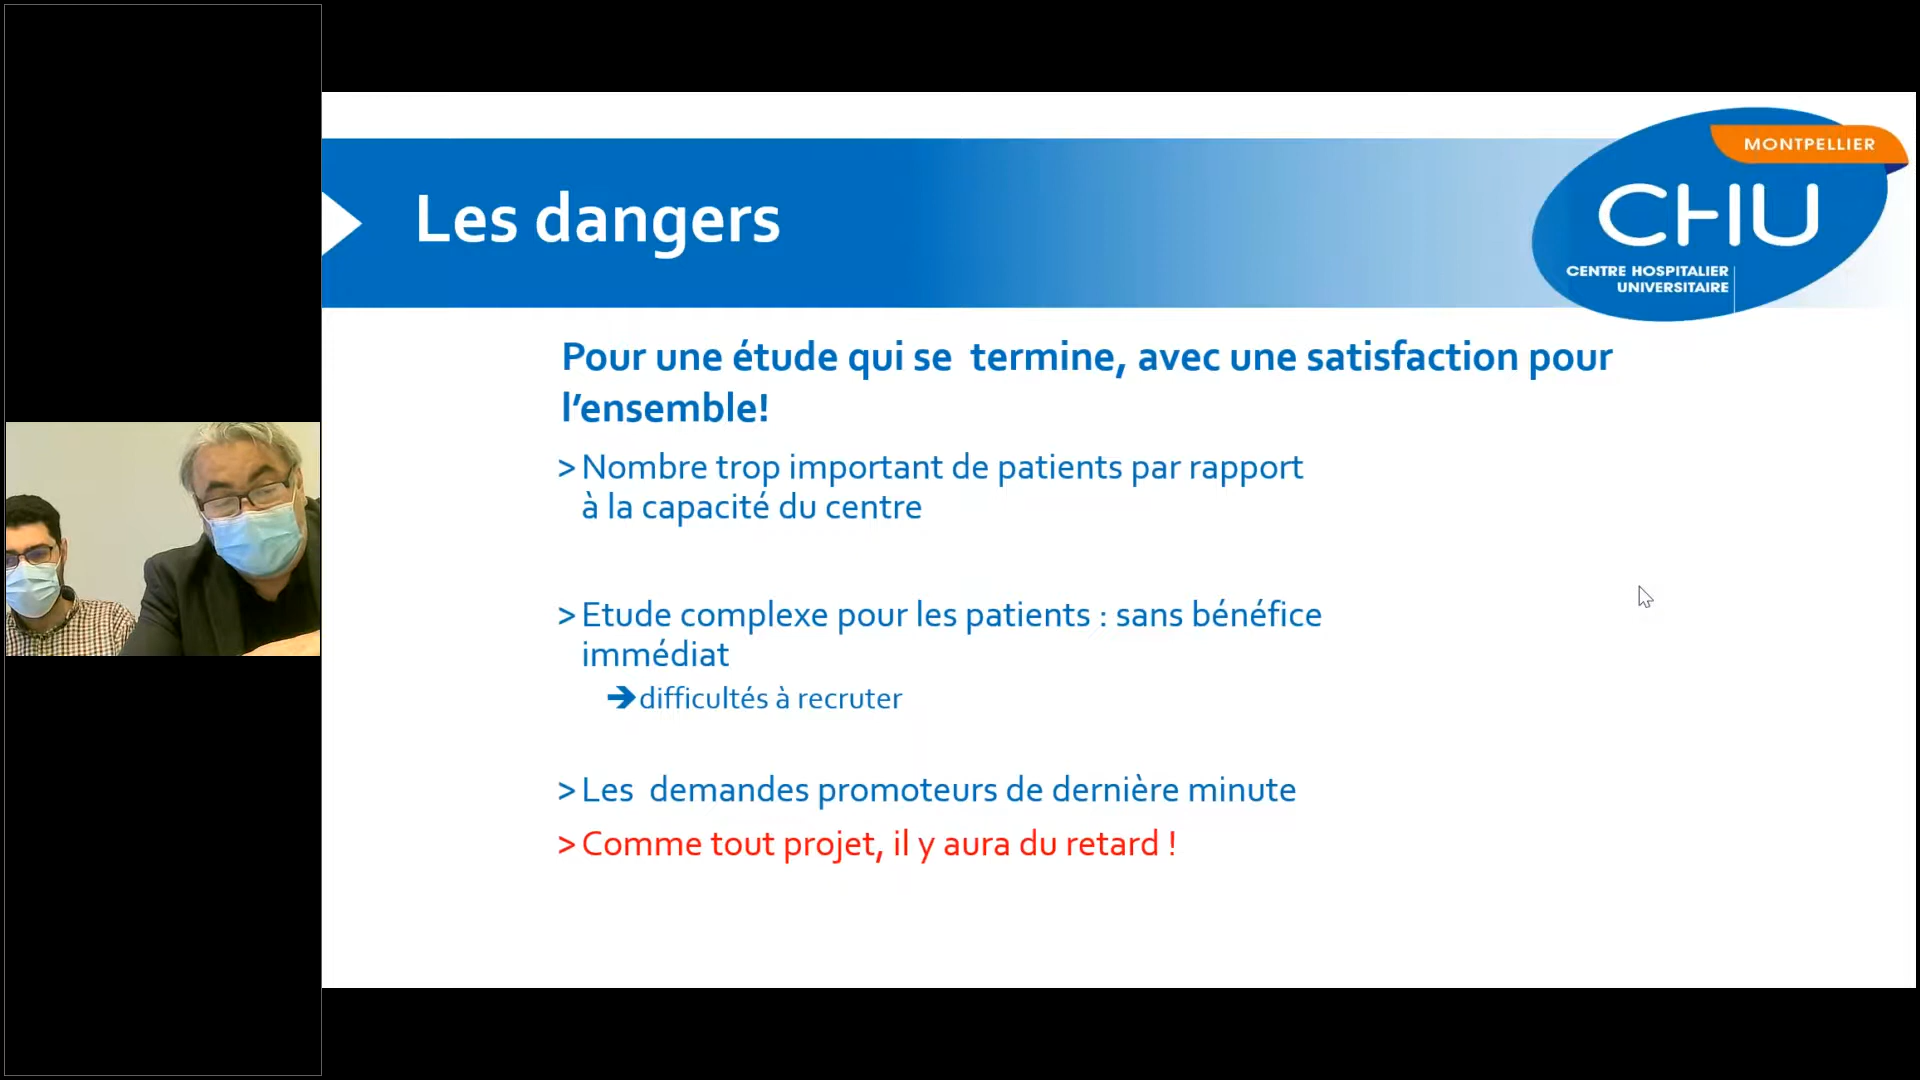 MONTPELLIER
CHU
CENTRE HOSPITALIER
UNIVERSITAIRE
Les dangers
Pour une étude qui se  termine, avec une satisfaction pour
l’ensemble!
> Nombre trop important de patients par rapport
à la capacité du centre
> Etude complexe pour les patients : sans bénéfice
immédiat
➔ difficultés à recruter
> Les  demandes promoteurs de dernière minute
> Comme tout projet, il y aura du retard !